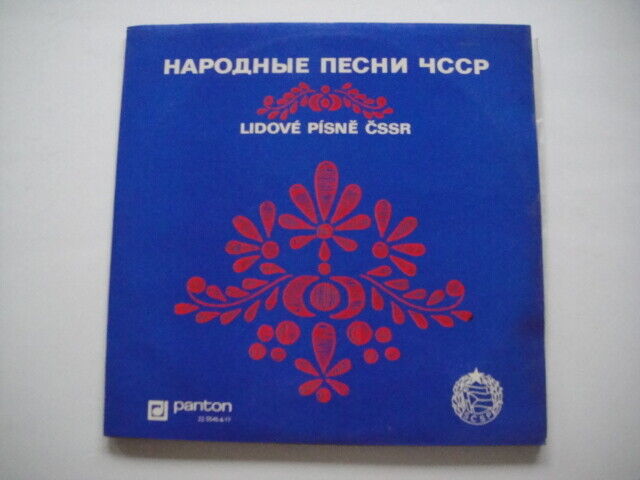 НАРОДНЫЕ ПЕСНИ ЧССР
LIDOVÉ PÍSNĚ ČSSR
panton